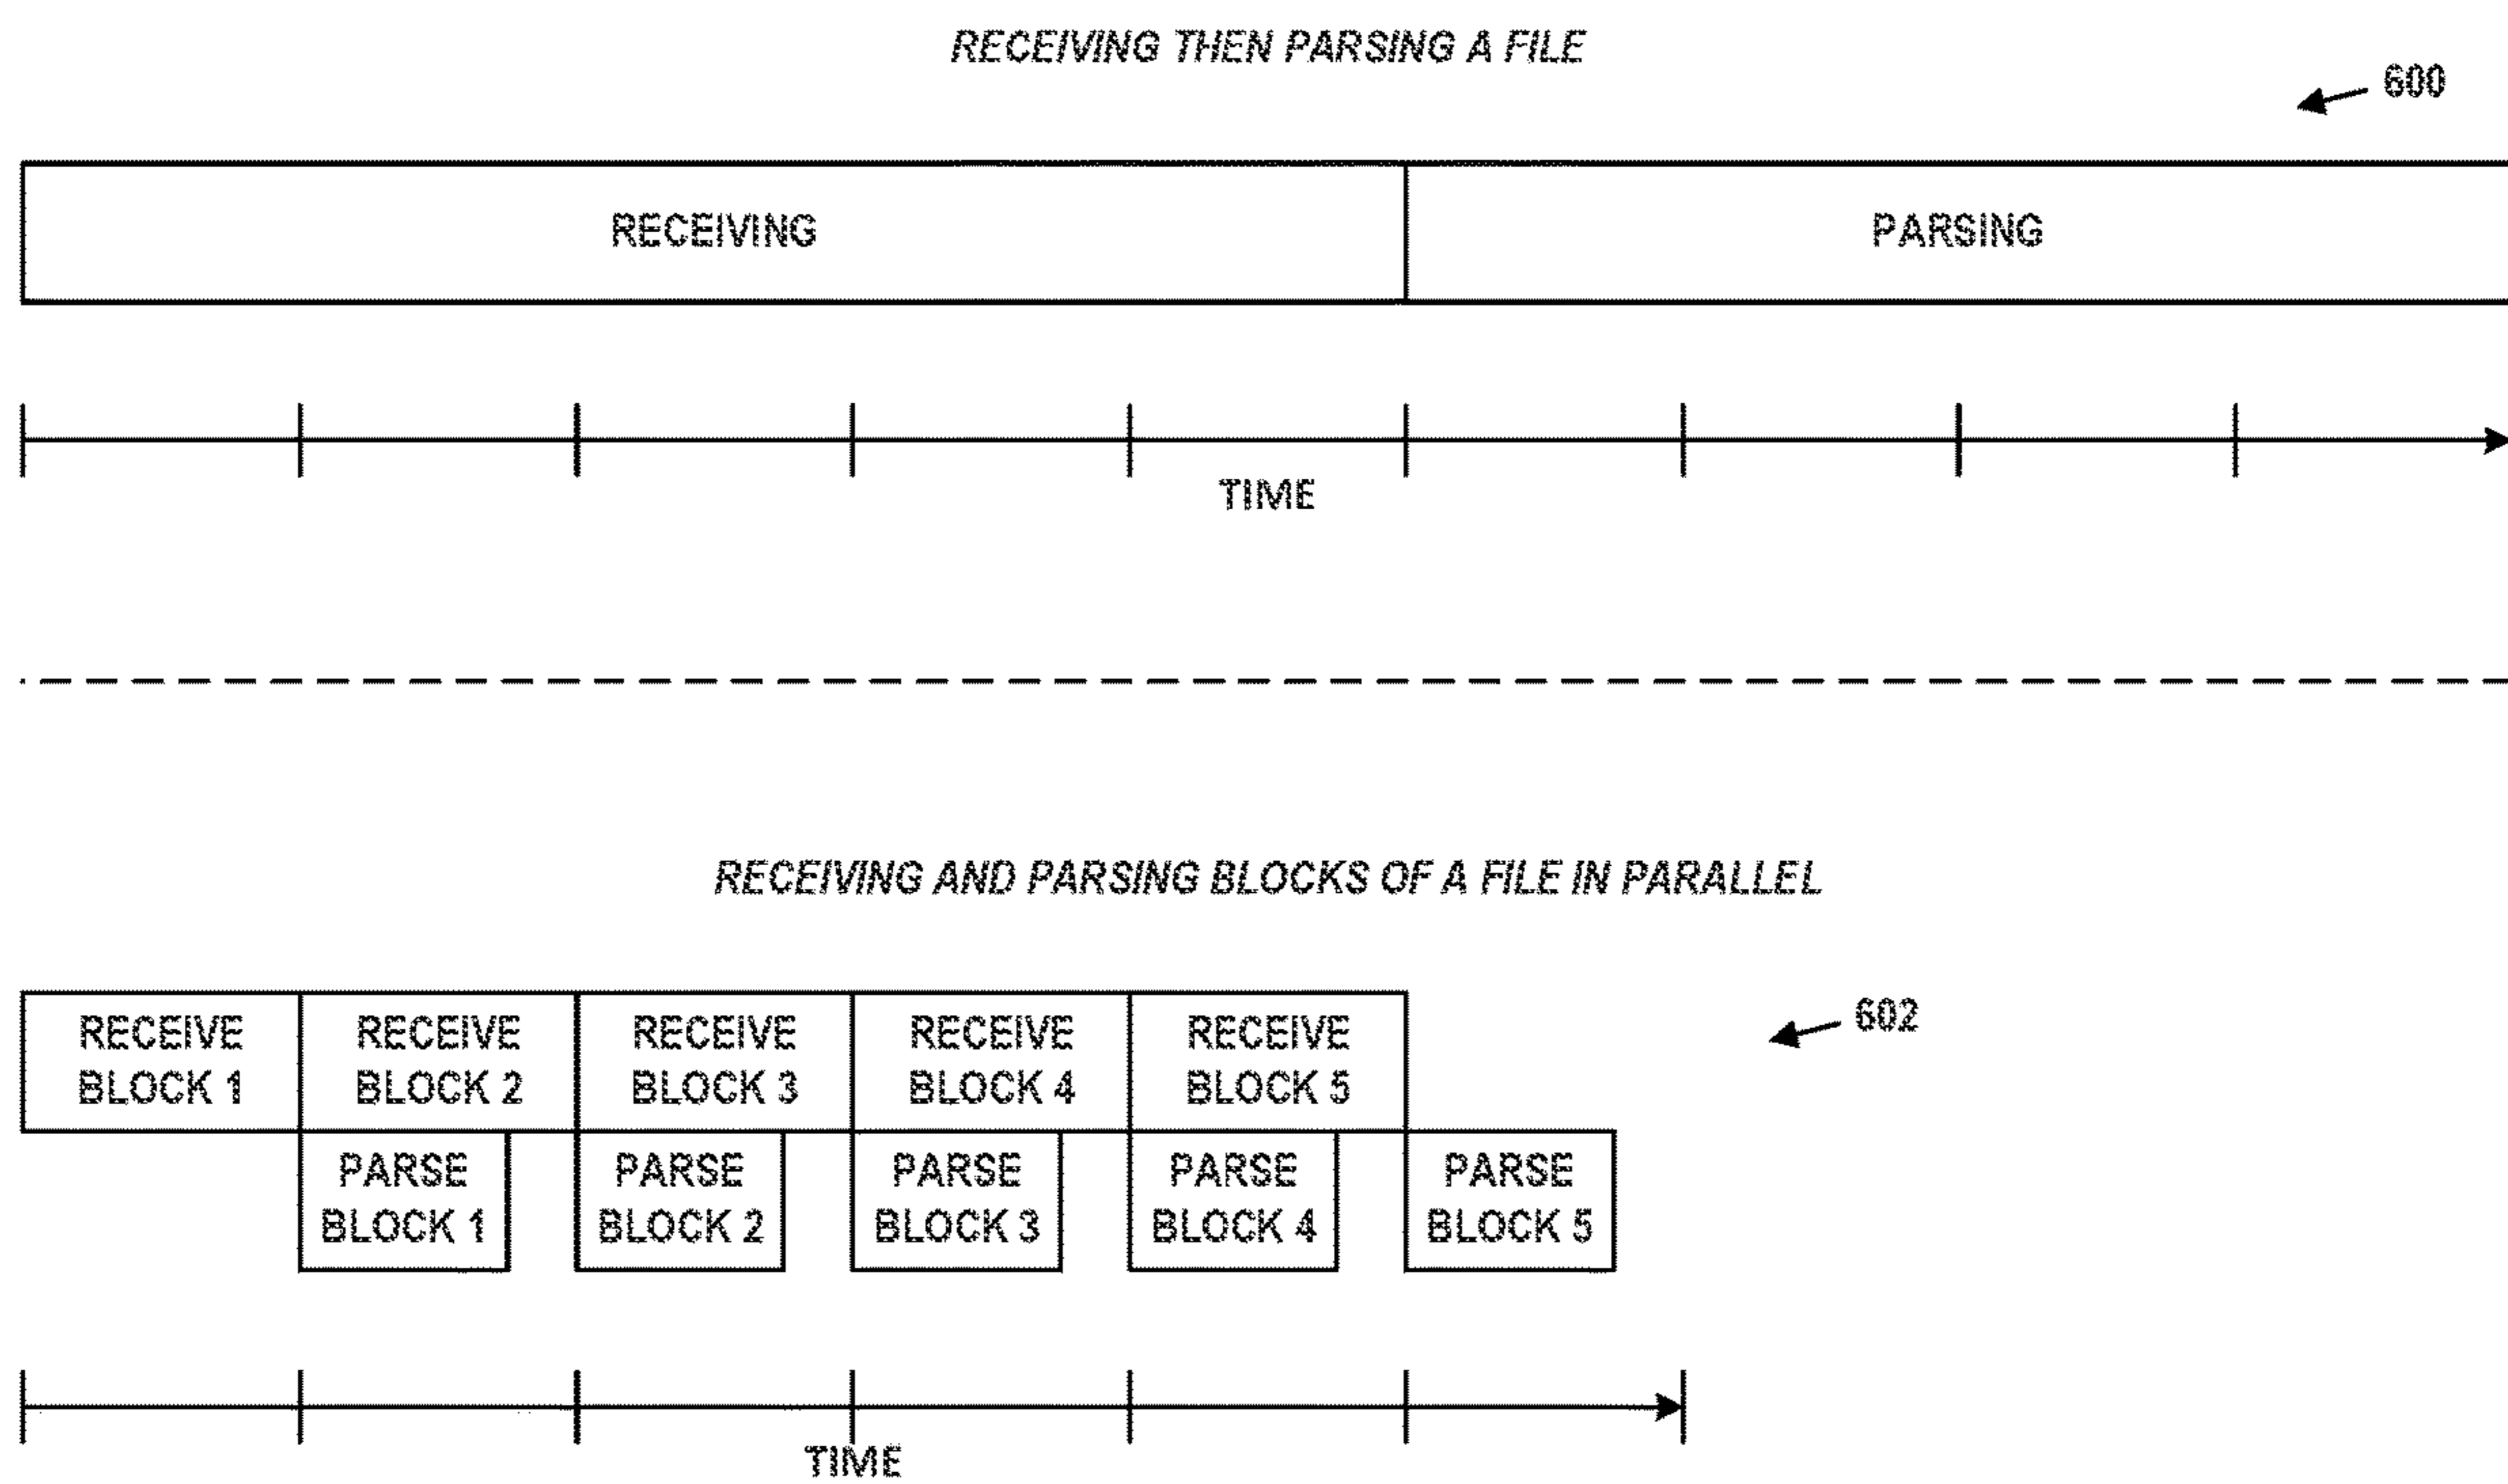 RECEIVING THEN PARSING A FILE
600
RECEIVING
PARSING
TIME
RECEIVING AND PARSING BLOCKS OF A FILE IN PARALLEL
602
RECEIVE
BLOCK 1
RECEIVE
BLOCK 2
RECEIVE
BLOCK 3
RECEIVE
BLOCK 4
RECEIVE
BLOCK 5
PARSE
BLOCK 1
PARSE
BLOCK 2
PARSE
BLOCK 3
PARSE
BLOCK 4
PARSE
BLOCK 5
TIME